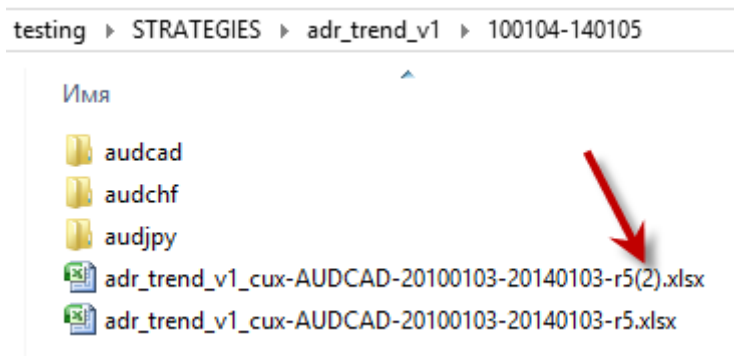 testing STRATEGIES adr_trend_v1 100104-140105
Имя
audcad
audchf
audjpy
adr_trend_v1_cux-AUDCAD-20100103-20140103-r5(2).xlsx
adr_trend_v1_cux-AUDCAD-20100103-20140103-r5.xlsx